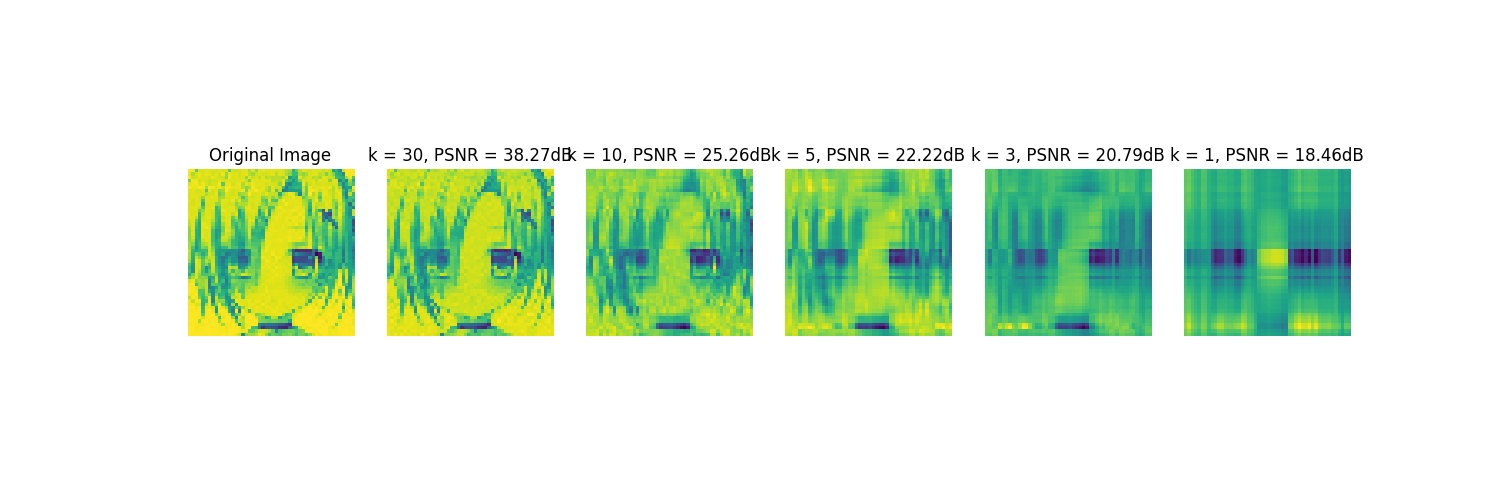 Original Image
k = 30, PSNR = 38.27dB
k = 10, PSNR = 25.26dB
k = 5, PSNR = 22.22dB
k = 3, PSNR = 20.79dB
k = 1, PSNR = 18.46dB